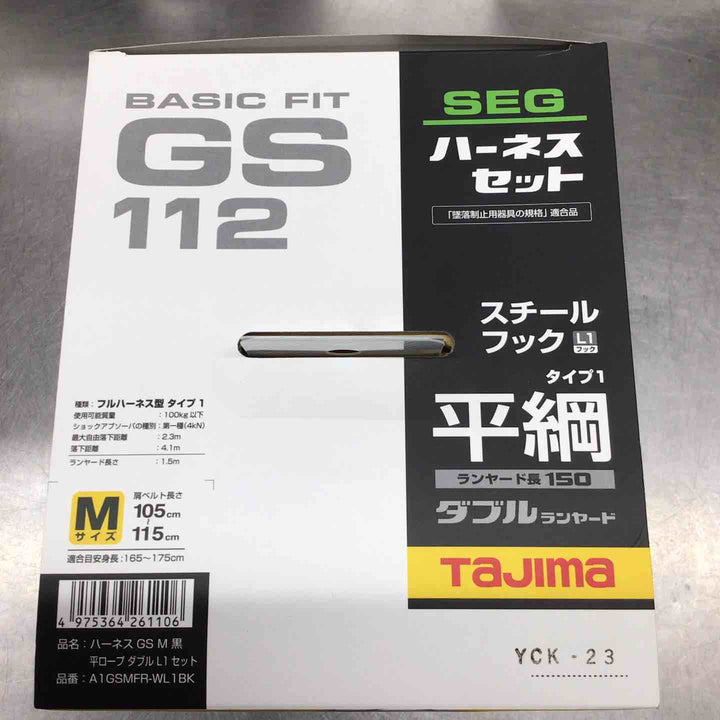 BASIC FIT
GS
112
SEG
ハーネス
セット
「墜落制止用器具の規格」適合品
スチール
フック L1
フック
タイプ1
平綱
ランヤード長 150
ダブル ランヤード
TAJIMA
種類: フルハーネス型 タイプ1
使用可能質量 : 100kg以下
ショックアブソーバの種別: 第一種(4kN)
最大自由落下距離 : 2.3m
落下距離 : 4.1m
ランヤード長さ : 1.5m
M
サイズ
肩ベルト長さ
105cm
~
115cm
適合目安身長: 165~175cm
4 975364 261106
品名: ハーネス GS M 黒
平ロープ ダブル L1 セット
品番: A1GSMFR-WL1BK
YCK - 23